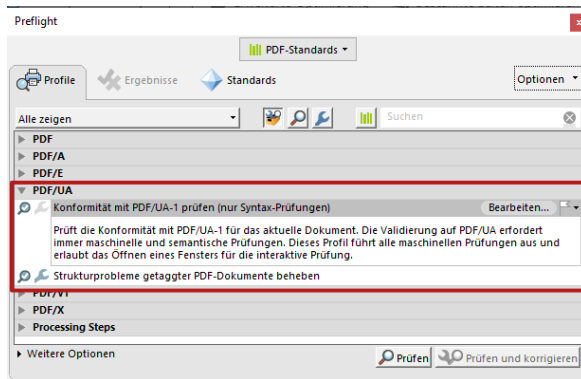 Preflight
PDF-Standards
Profile
Ergebnisse
Standards
Optionen
Alle zeigen
Suchen
PDF
PDF/A
PDF/E
PDF/UA
Konformität mit PDF/UA-1 prüfen (nur Syntax-Prüfungen)
Bearbeiten...
Prüft die Konformität mit PDF/UA-1 für das aktuelle Dokument. Die Validierung auf PDF/UA erfordert
immer maschinelle und semantische Prüfungen. Dieses Profil führt alle maschinellen Prüfungen aus und
erlaubt das Öffnen eines Fensters für die interaktive Prüfung.
Strukturprobleme getaggter PDF-Dokumente beheben
PDF/VT
PDF/X
Processing Steps
Weitere Optionen
Prüfen
Prüfen und korrigieren